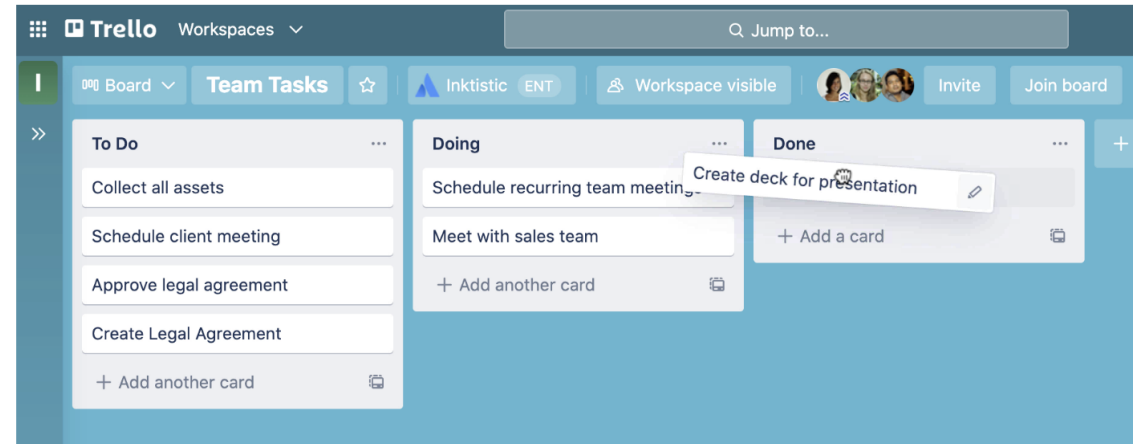 Trello Workspaces
Jump to...
I
Board Team Tasks Inktistic ENT Workspace visible Invite Join board
To Do
Collect all assets
Schedule client meeting
Approve legal agreement
Create Legal Agreement
+ Add another card
Doing
Schedule recurring team meetings
Meet with sales team
+ Add another card
Done
Create deck for presentation
+ Add a card